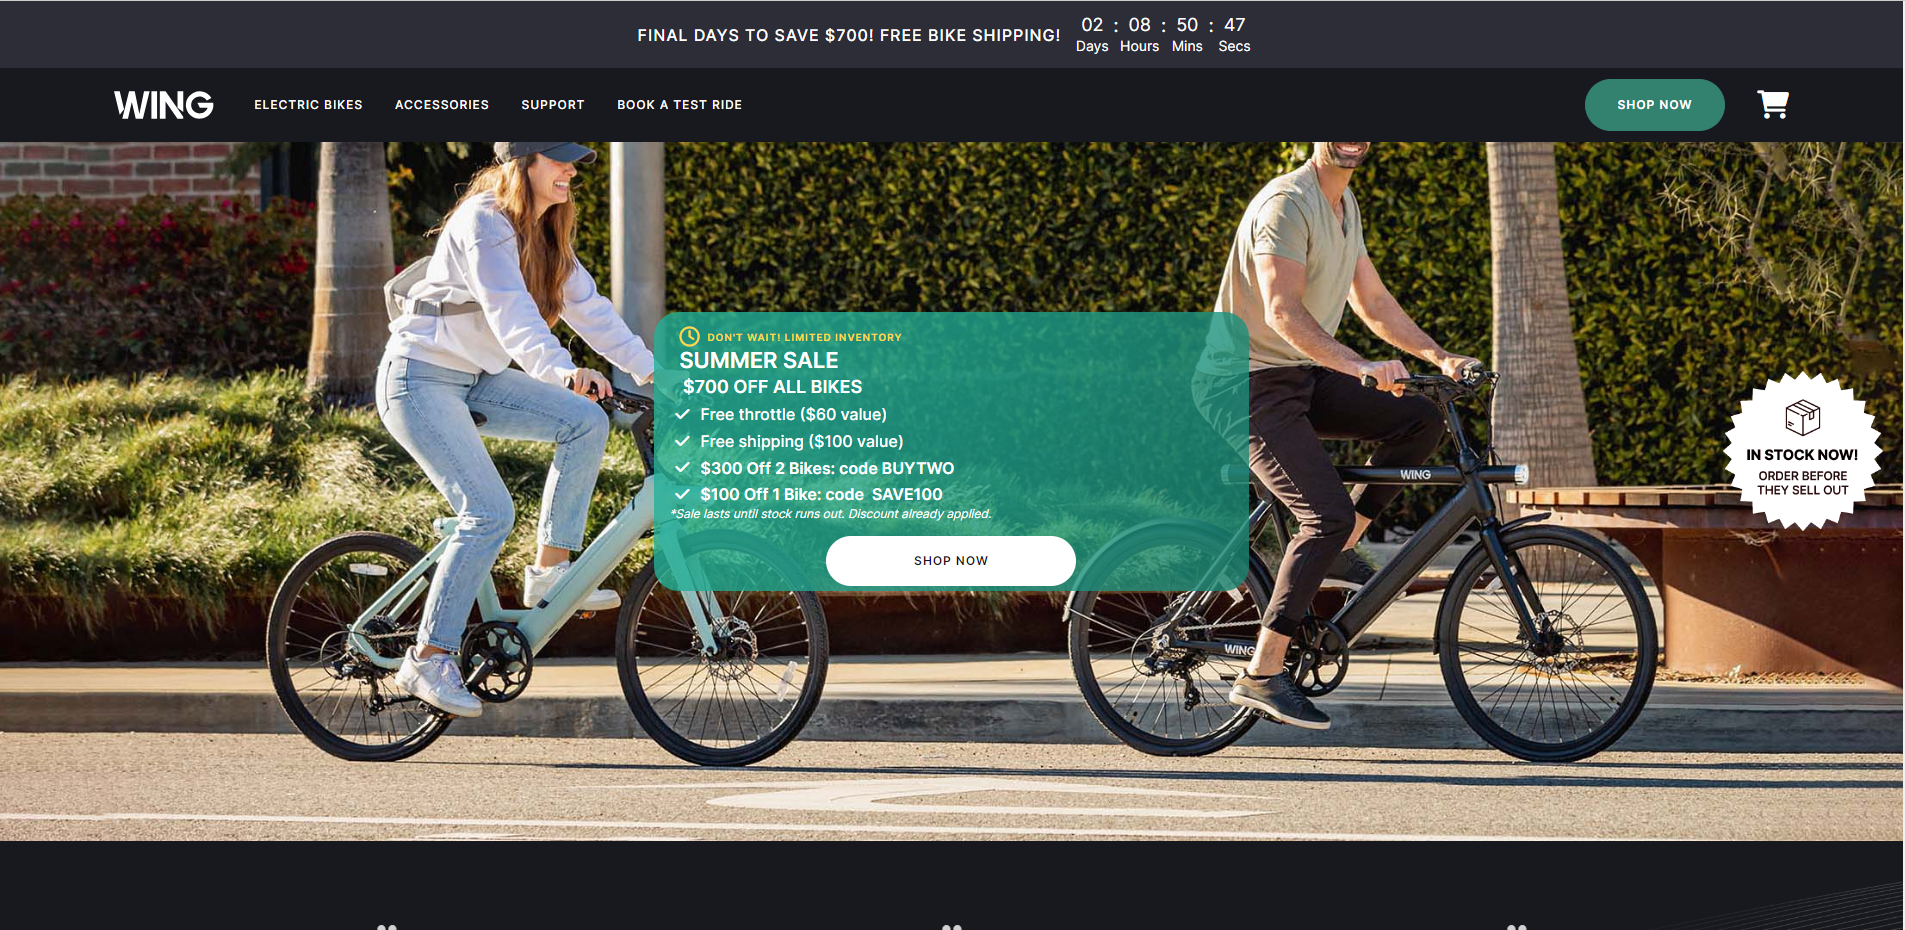 FINAL DAYS TO SAVE $700! FREE BIKE SHIPPING!
02 : 08 : 50 : 47
Days Hours Mins Secs
WING
ELECTRIC BIKES
ACCESSORIES
SUPPORT
BOOK A TEST RIDE
SHOP NOW
DON'T WAIT! LIMITED INVENTORY
SUMMER SALE
$700 OFF ALL BIKES
Free throttle ($60 value)
Free shipping ($100 value)
$300 Off 2 Bikes: code BUYTWO
$100 Off 1 Bike: code SAVE100
*Sale lasts until stock runs out. Discount already applied.
SHOP NOW
WING
WING
IN STOCK NOW!
ORDER BEFORE
THEY SELL OUT